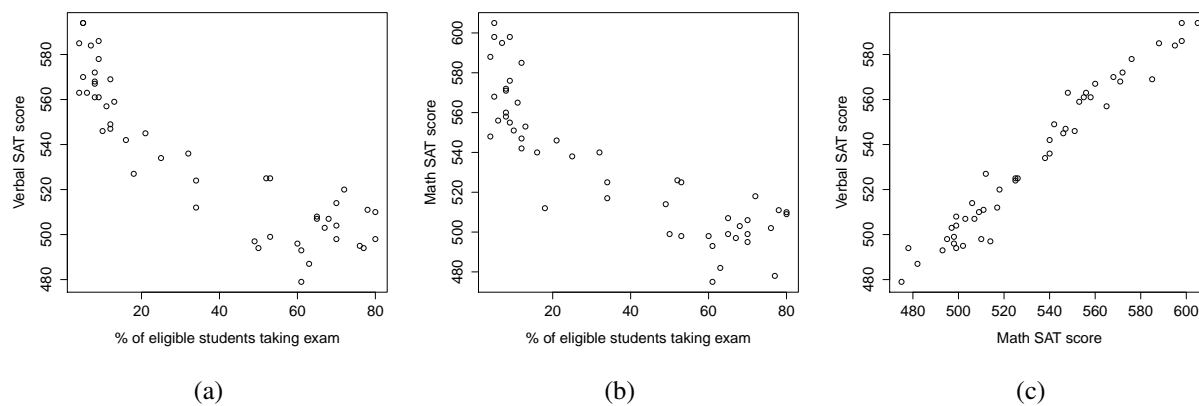 Verbal SAT score
480 500 520 540 560 580
20 40 60 80
% of eligible students taking exam
(a)
Math SAT score
480 500 520 540 560 580 600
20 40 60 80
% of eligible students taking exam
(b)
Verbal SAT score
480 500 520 540 560 580
480 500 520 540 560 580 600
Math SAT score
(c)